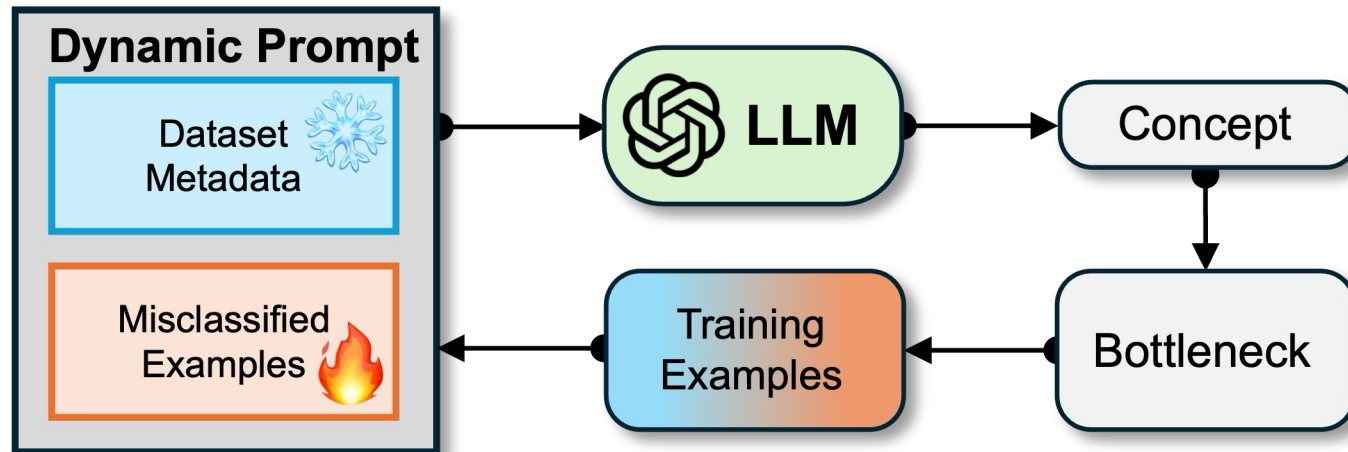 Dynamic Prompt
Dataset
Metadata
Misclassified
Examples
LLM
Concept
Bottleneck
Training
Examples